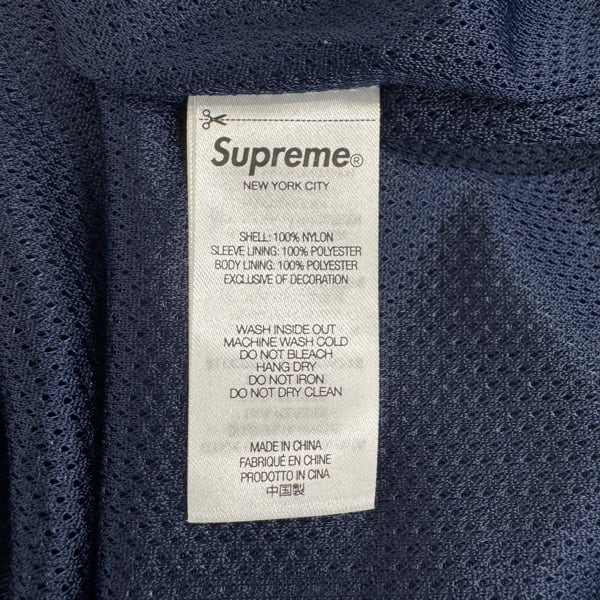 Supreme®
NEW YORK CITY
SHELL: 100% NYLON
SLEEVE LINING: 100% POLYESTER
BODY LINING: 100% POLYESTER
EXCLUSIVE OF DECORATION
WASH INSIDE OUT
MACHINE WASH COLD
DO NOT BLEACH
HANG DRY
DO NOT IRON
DO NOT DRY CLEAN
MADE IN CHINA
FABRIQUÉ EN CHINE
PRODOTTO IN CINA
中国製